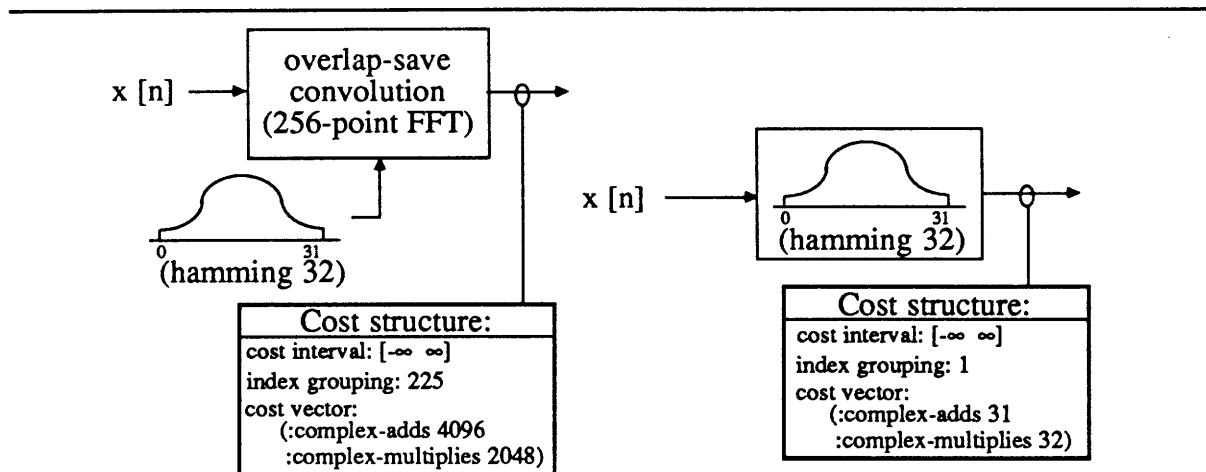 overlap-save
convolution
(256-point FFT)
x [n]
0
31
(hamming 32)
Cost structure:
cost interval: [-∞ ∞]
index grouping: 225
cost vector:
(:complex-adds 4096
:complex-multiplies 2048)
x [n]
0
31
(hamming 32)
Cost structure:
cost interval: [-∞ ∞]
index grouping: 1
cost vector:
(:complex-adds 31
:complex-multiplies 32)